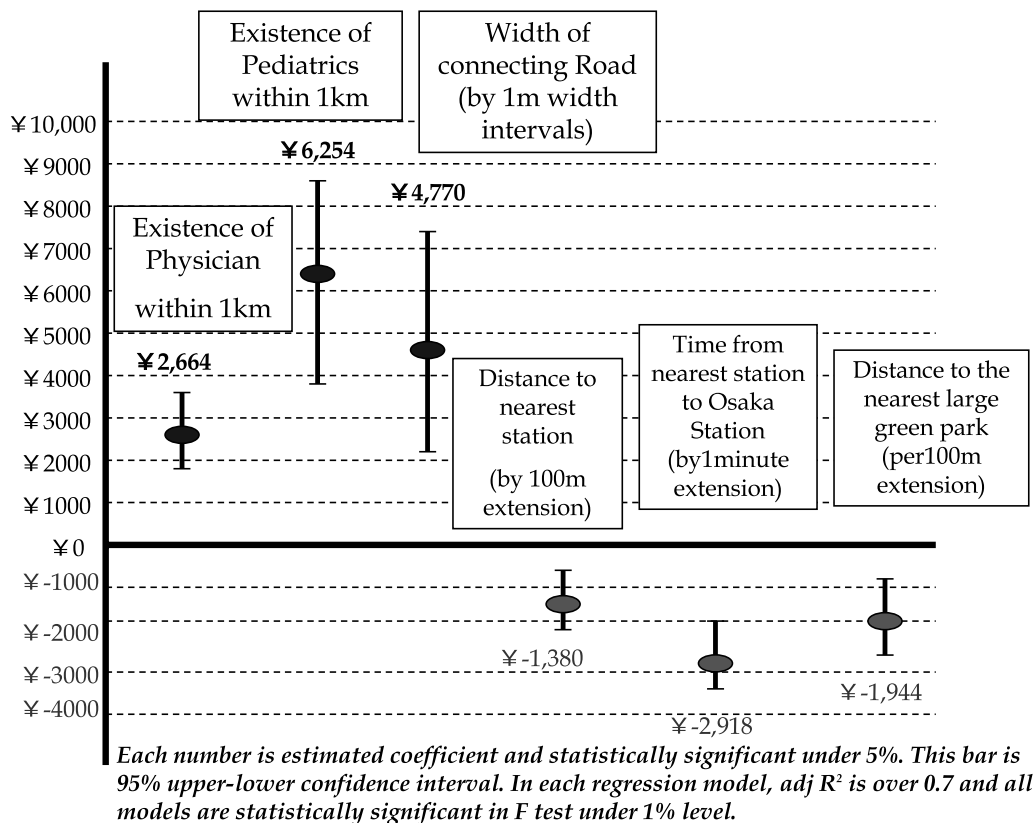 Existence of
Pediatrics
within 1km
Width of
connecting Road
(by 1m width
intervals)
¥10,000
¥9000
¥8000
¥7000
¥6000
¥5000
¥4000
¥3000
¥2000
¥1000
¥0
¥-1000
¥-2000
¥-3000
¥-4000
¥6,254
¥4,770
Existence of
Physician
within 1km
¥2,664
Distance to
nearest
station
(by 100m
extension)
Time from
nearest station
to Osaka
Station
(by1minute
extension)
Distance to the
nearest large
green park
(per100m
extension)
¥-1,380
¥-2,918
¥-1,944
Each number is estimated coefficient and statistically significant under 5%. This bar is
95% upper-lower confidence interval. In each regression model, adj R² is over 0.7 and all
models are statistically significant in F test under 1% level.